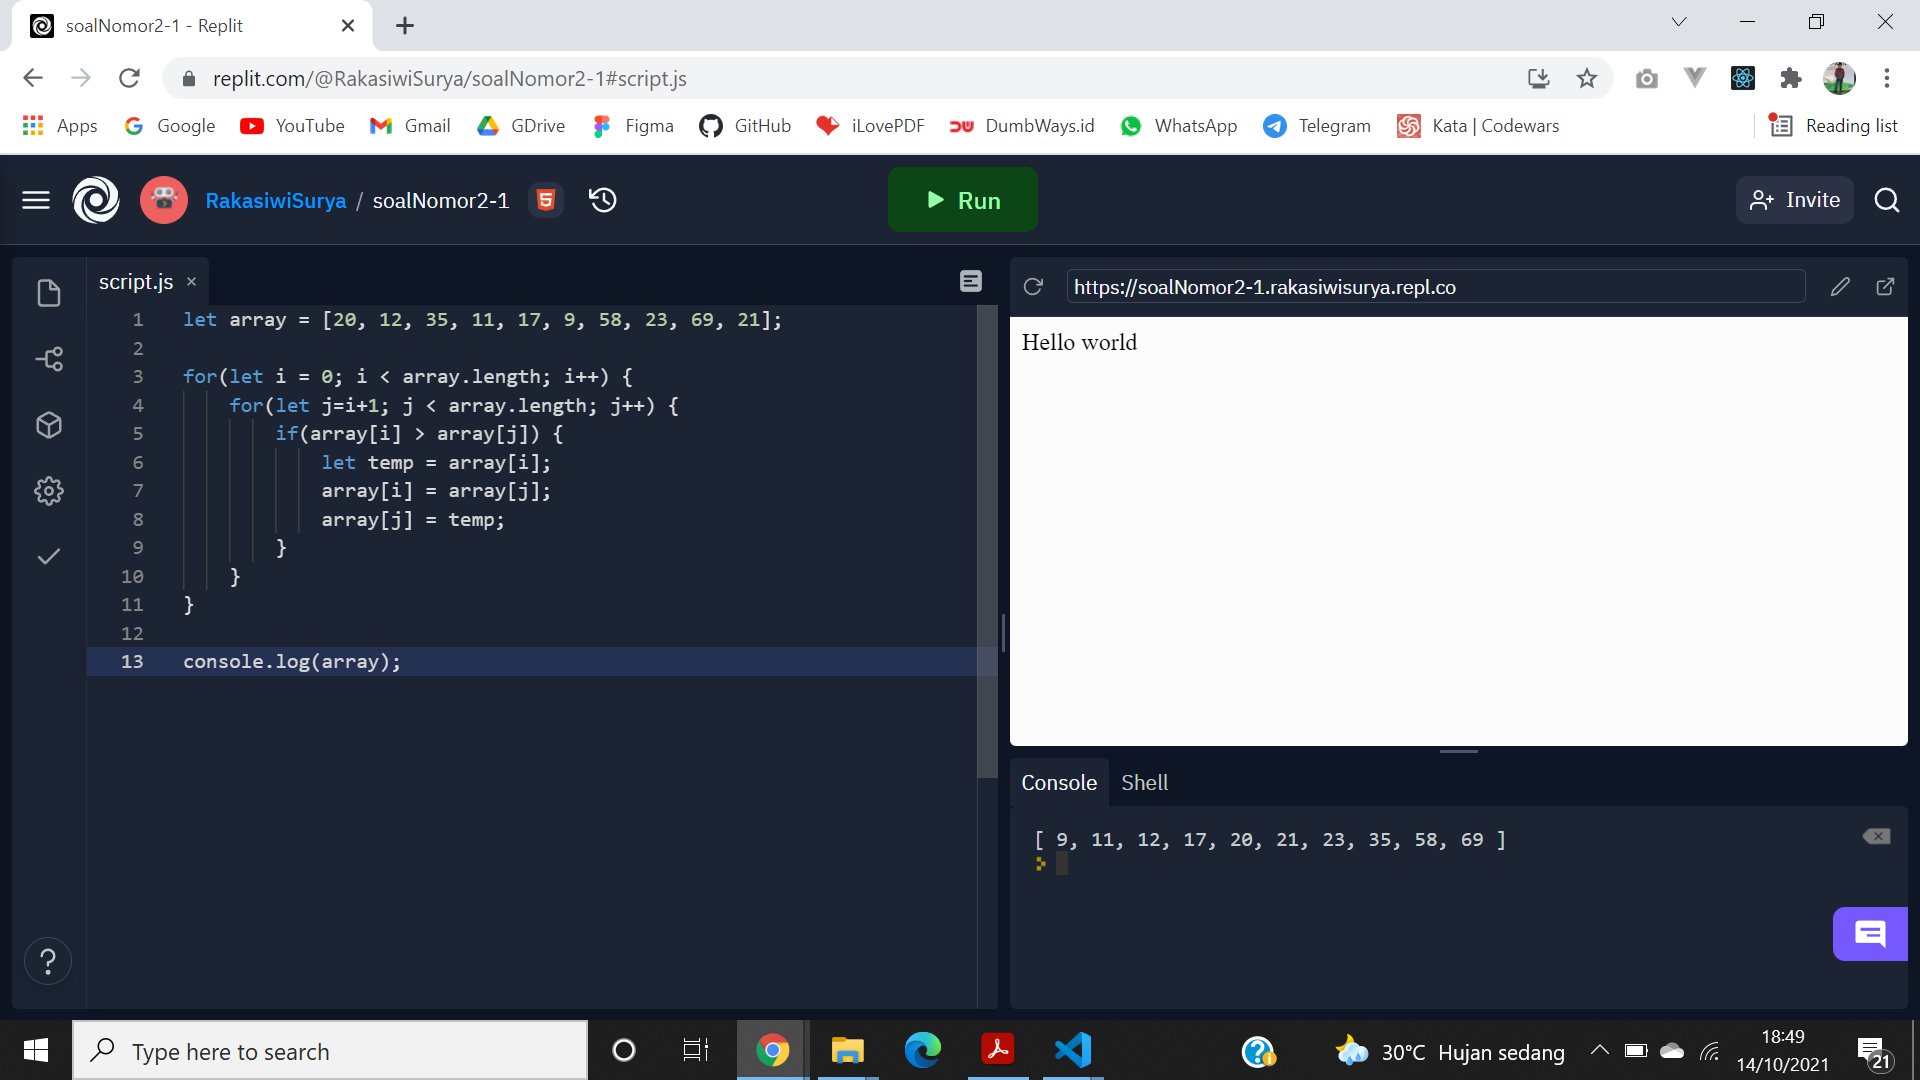 soalNomor2-1 - Replit
replit.com/@RakasiwiSurya/soalNomor2-1#script.js
Apps Google YouTube Gmail GDrive Figma GitHub iLovePDF DumbWays.id WhatsApp Telegram Kata | Codewars Reading list
RakasiwiSurya / soalNomor2-1 Run Invite
script.js
https://soalNomor2-1.rakasiwisurya.repl.co
1 let array = [20, 12, 35, 11, 17, 9, 58, 23, 69, 21];
2
3 for(let i = 0; i < array.length; i++) {
4 for(let j=i+1; j < array.length; j++) {
5 if(array[i] > array[j]) {
6 let temp = array[i];
7 array[i] = array[j];
8 array[j] = temp;
9 }
10 }
11 }
12
13 console.log(array);
Hello world
Console Shell
[ 9, 11, 12, 17, 20, 21, 23, 35, 58, 69 ]
?
Type here to search
30°C Hujan sedang
18:49
14/10/2021
21